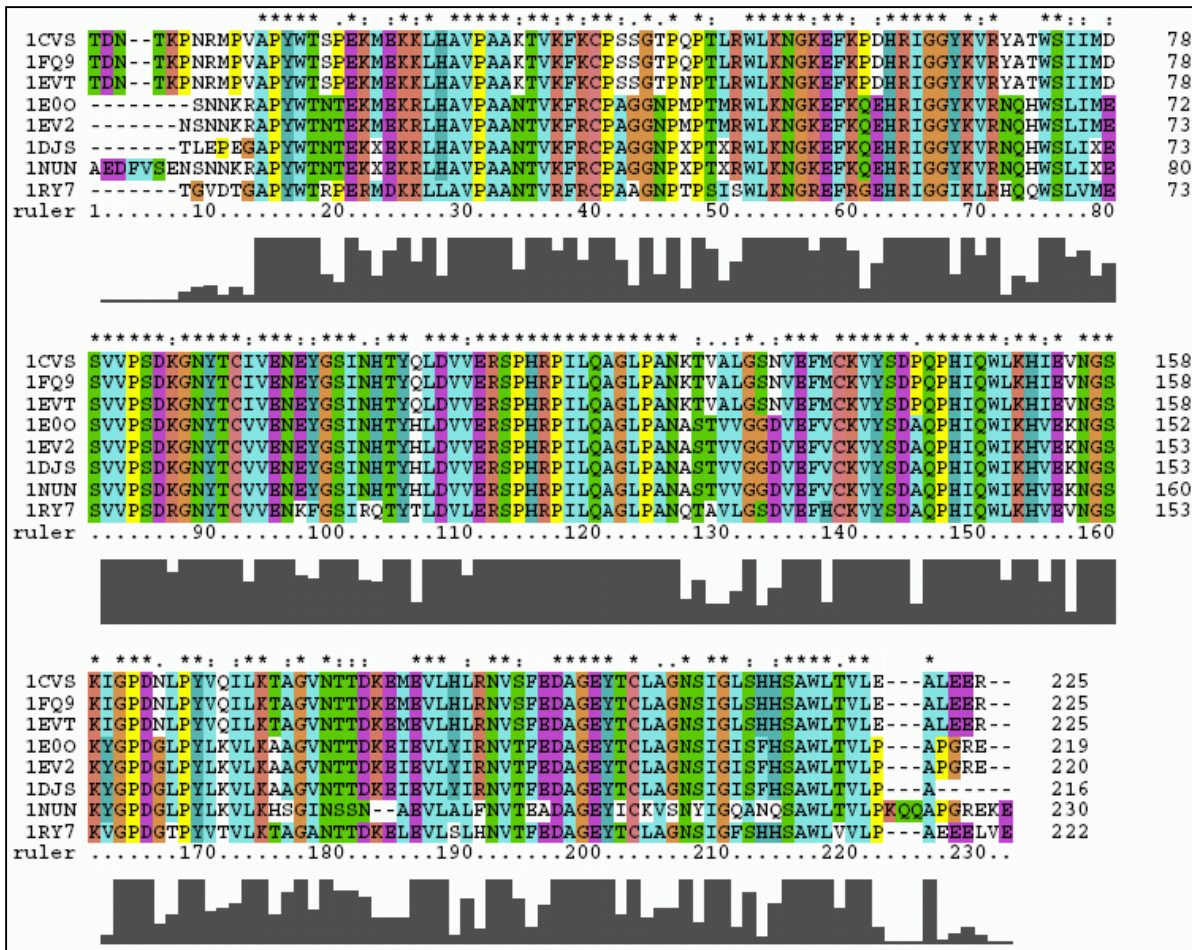 ***** .*: **:** ***** **:*:*** .*.* *:. ******:**: :****** *:* **:: :
1CVS TDN--TKPNRMPVAPYWTSPEKMEKKLHAVPAAKTVKFKCPSSGTPQPTLRWLKNGKEFKPDHRIGGYKVRYATWSIIMD 78
1FQ9 TDN--TKPNRMPVAPYWTSPEKMEKKLHAVPAAKTVKFKCPSSGTPQPTLRWLKNGKEFKPDHRIGGYKVRYATWSIIMD 78
1EVT TDN--TKPNRMPVAPYWTSPEKMEKKLHAVPAAKTVKFKCPSSGTPNPTLRWLKNGKEFKPDHRIGGYKVRYATWSIIMD 78
1E0O --------SNNKRAPYWTNTEKMEKRLHAVPAANTVKFRCPAGGNPMPTMRWLKNGKEFKQEHRIGGYKVRNQHWSLIME 72
1EV2 -------NSNNKRAPYWTNTEKMEKRLHAVPAANTVKFRCPAGGNPMPTMRWLKNGKEFKQEHRIGGYKVRNQHWSLIME 73
1DJS -------TLEPEGAPYWTNTEKXEKRLHAVPAANTVKFRCPAGGNPXPTXRWLKNGKEFKQEHRIGGYKVRNQHWSLIXE 73
1NUN AEDFVSENSNNKRAPYWTNTEKXEKRLHAVPAANTVKFRCPAGGNPXPTXRWLKNGKEFKQEHRIGGYKVRNQHWSLIXE 80
1RY7 -------TGVDTGAPYWTRPERMDKKLLAVPAANTVRFRCPAAGNPTPSISWLKNGREFRGEHRIGGIKLRHQQWSLVME 73
ruler 1.......10........20........30........40........50........60........70........80
******:******:***::***.:** ***:****************:..:*.:*** ******.*******:*** ***
1CVS SVVPSDKGNYTCIVENEYGSINHTYQLDVVERSPHRPILQAGLPANKTVALGSNVEFMCKVYSDPQPHIQWLKHIEVNGS 158
1FQ9 SVVPSDKGNYTCIVENEYGSINHTYQLDVVERSPHRPILQAGLPANKTVALGSNVEFMCKVYSDPQPHIQWLKHIEVNGS 158
1EVT SVVPSDKGNYTCIVENEYGSINHTYQLDVVERSPHRPILQAGLPANKTVALGSNVEFMCKVYSDPQPHIQWLKHIEVNGS 158
1E0O SVVPSDKGNYTCVVENEYGSINHTYHLDVVERSPHRPILQAGLPANASTVVGGDVEFVCKVYSDAQPHIQWIKHVEKNGS 152
1EV2 SVVPSDKGNYTCVVENEYGSINHTYHLDVVERSPHRPILQAGLPANASTVVGGDVEFVCKVYSDAQPHIQWIKHVEKNGS 153
1DJS SVVPSDKGNYTCVVENEYGSINHTYHLDVVERSPHRPILQAGLPANASTVVGGDVEFVCKVYSDAQPHIQWIKHVEKNGS 153
1NUN SVVPSDKGNYTCVVENEYGSINHTYHLDVVERSPHRPILQAGLPANASTVVGGDVEFVCKVYSDAQPHIQWIKHVEKNGS 160
1RY7 SVVPSDRGNYTCVVENKFGSIRQTYTLDVLERSPHRPILQAGLPANQTAVLGSDVEFHCKVYSDAQPHIQWLKHVEVNGS 153
ruler ........90.......100.......110.......120.......130.......140.......150.......160
* ***. **: :** *: *::: *** : **: ***** * ..* **: : *****.** *
1CVS KIGPDNLPYVQILKTAGVNTTDKEMEVLHLRNVSFEDAGEYTCLAGNSIGLSHHSAWLTVLE---ALEER-- 225
1FQ9 KIGPDNLPYVQILKTAGVNTTDKEMEVLHLRNVSFEDAGEYTCLAGNSIGLSHHSAWLTVLE---ALEER-- 225
1EVT KIGPDNLPYVQILKTAGVNTTDKEMEVLHLRNVSFEDAGEYTCLAGNSIGLSHHSAWLTVLE---ALEER-- 225
1E0O KYGPDGLPYLKVLKAAGVNTTDKEIEVLYIRNVTFEDAGEYTCLAGNSIGISFHSAWLTVLP---APGRE-- 219
1EV2 KYGPDGLPYLKVLKAAGVNTTDKEIEVLYIRNVTFEDAGEYTCLAGNSIGISFHSAWLTVLP---APGRE-- 220
1DJS KYGPDGLPYLKVLKAAGVNTTDKEIEVLYIRNVTFEDAGEYTCLAGNSIGISFHSAWLTVLP---A------ 216
1NUN KYGPDGLPYLKVLKHSGINSSN--AEVLALFNVTEADAGEYICKVSNYIGQANQSAWLTVLPKQQAPGREKE 230
1RY7 KVGPDGTPYVTVLKTAGANTTDKELEVLSLHNVTFEDAGEYTCLAGNSIGFSHHSAWLVVLP---AEEELVE 222
ruler .......170.......180.......190.......200.......210.......220.......230..